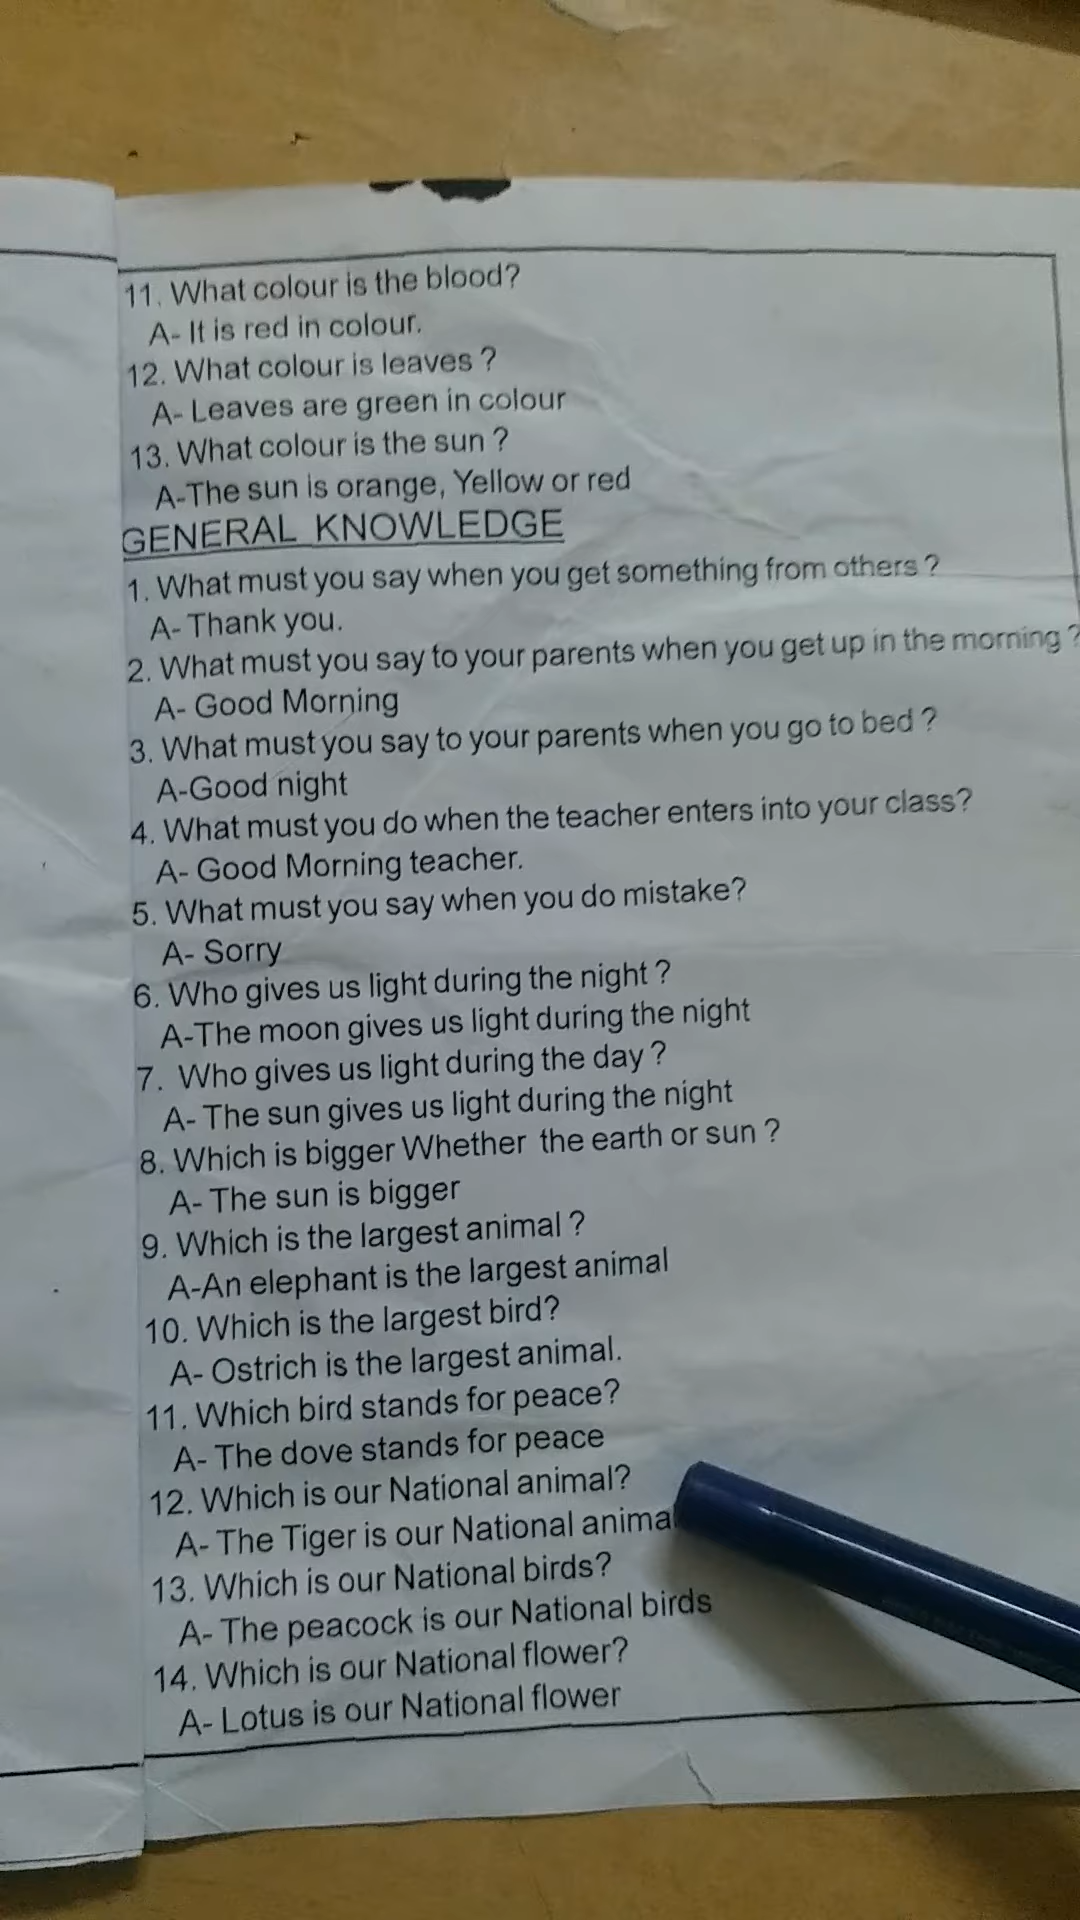 11. What colour is the blood?
A- It is red in colour.
12. What colour is leaves ?
A- Leaves are green in colour
13. What colour is the sun ?
A-The sun is orange, Yellow or red
GENERAL KNOWLEDGE
1. What must you say when you get something from others ?
A- Thank you.
2. What must you say to your parents when you get up in the morning ?
A- Good Morning
3. What must you say to your parents when you go to bed ?
A-Good night
4. What must you do when the teacher enters into your class?
A- Good Morning teacher.
5. What must you say when you do mistake?
A- Sorry
6. Who gives us light during the night ?
A-The moon gives us light during the night
7. Who gives us light during the day ?
A- The sun gives us light during the night
8. Which is bigger Whether the earth or sun ?
A- The sun is bigger
9. Which is the largest animal ?
A-An elephant is the largest animal
10. Which is the largest bird?
A- Ostrich is the largest animal.
11. Which bird stands for peace?
A- The dove stands for peace
12. Which is our National animal?
A- The Tiger is our National animal
13. Which is our National birds?
A- The peacock is our National birds
14. Which is our National flower?
A- Lotus is our National flower